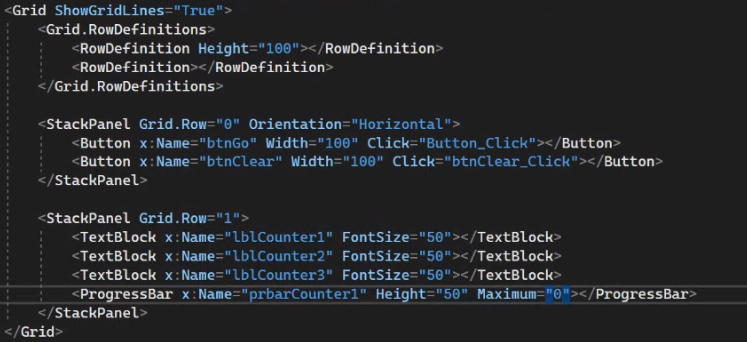 <Grid ShowGridLines="True">
<Grid.RowDefinitions>
<RowDefinition Height="100"></RowDefinition>
<RowDefinition></RowDefinition>
</Grid.RowDefinitions>
<StackPanel Grid.Row="0" Orientation="Horizontal">
<Button x:Name="btnGo" Width="100" Click="Button_Click"></Button>
<Button x:Name="btnClear" Width="100" Click="btnClear_Click"></Button>
</StackPanel>
<StackPanel Grid.Row="1">
<TextBlock x:Name="lblCounter1" FontSize="50"></TextBlock>
<TextBlock x:Name="lblCounter2" FontSize="50"></TextBlock>
<TextBlock x:Name="lblCounter3" FontSize="50"></TextBlock>
<ProgressBar x:Name="prbarCounter1" Height="50" Maximum="0"></ProgressBar>
</StackPanel>
</Grid>